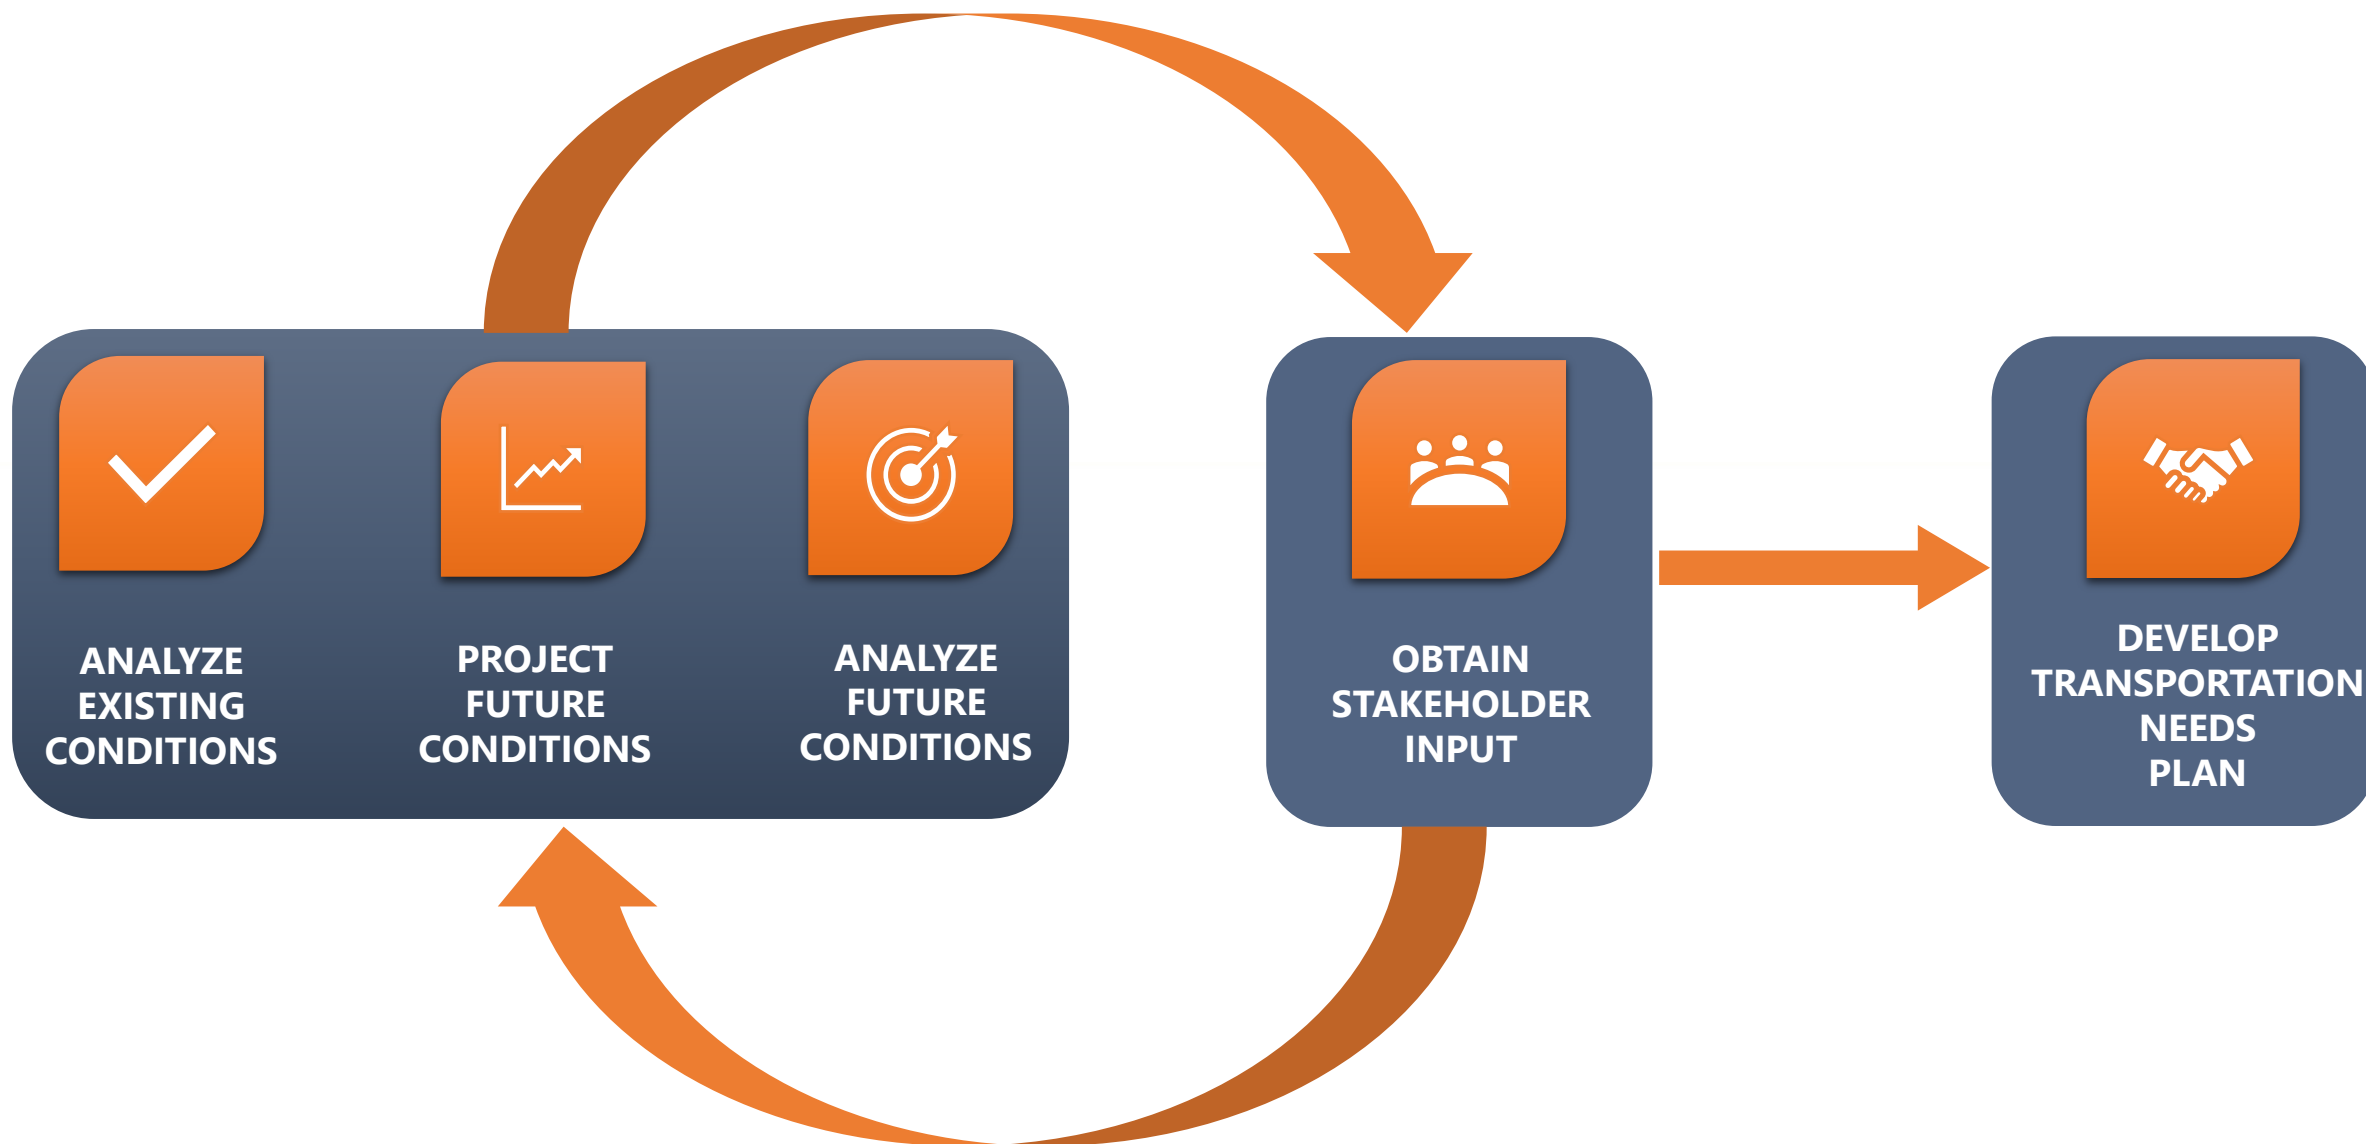 ANALYZE
EXISTING
CONDITIONS
PROJECT
FUTURE
CONDITIONS
ANALYZE
FUTURE
CONDITIONS
OBTAIN
STAKEHOLDER
INPUT
DEVELOP
TRANSPORTATION
NEEDS
PLAN